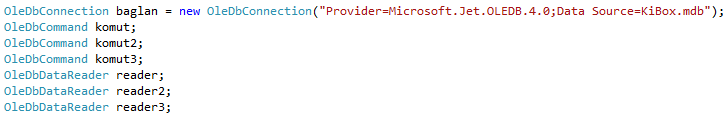 OleDbConnection baglan = new OleDbConnection("Provider=Microsoft.Jet.OLEDB.4.0;Data Source=KiBox.mdb");
OleDbCommand komut;
OleDbCommand komut2;
OleDbCommand komut3;
OleDbDataReader reader;
OleDbDataReader reader2;
OleDbDataReader reader3;